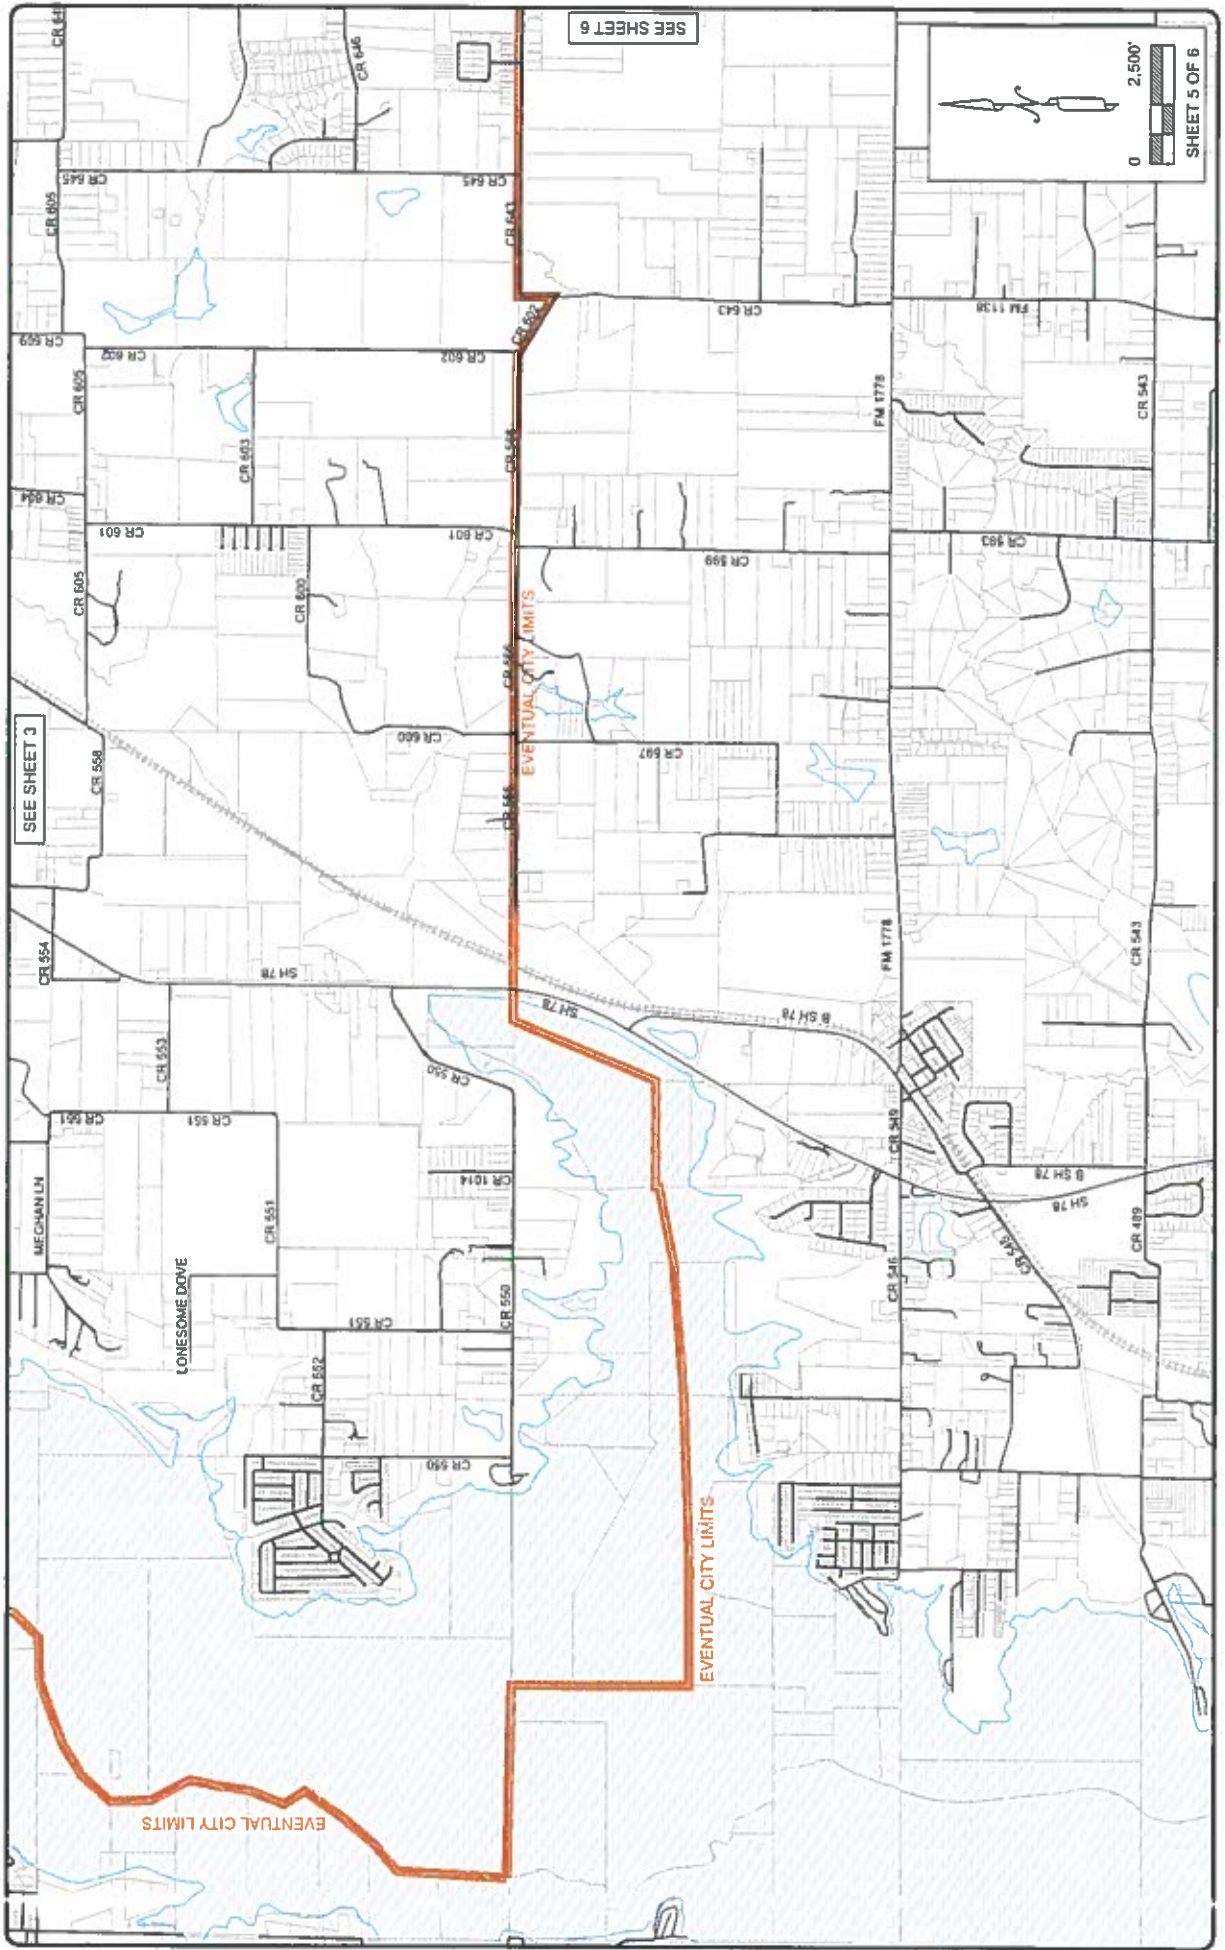 SEE SHEET 3
SEE SHEET 6
CR 646
CR 605
CR 645
CR 645
CR 643
CR 609
CR 602
CR 605
CR 602
CR 602
CR 603
CR 604
CR 601
CR 601
CR 605
CR 600
CR 600
CR 566
CR 558
CR 554
SH 78
CR 553
CR 550
CR 551
CR 551
MEGHAN LN
CR 551
CR 1014
LONESOME DOVE
CR 551
CR 550
CR 552
CR 550
EVENTUAL CITY LIMITS
EVENTUAL CITY LIMITS
EVENTUAL CITY LIMITS
CR 643
FM 1138
FM 1778
CR 543
CR 599
CR 593
CR 597
FM 1778
CR 543
SH 78
B SH 78
CR 549
B SH 78
SH 78
CR 489
CR 546
0
2,500'
SHEET 5 OF 6